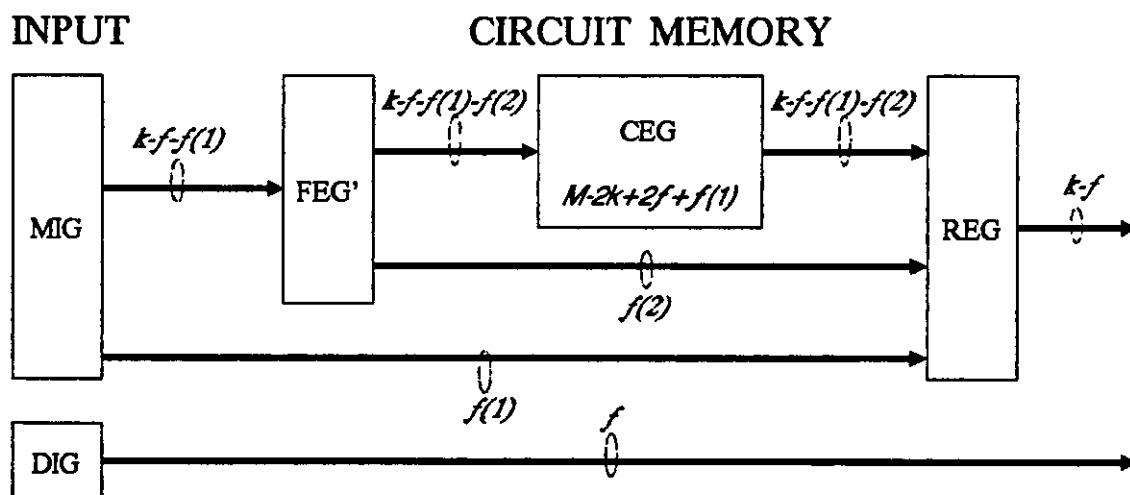 INPUT
CIRCUIT MEMORY
k-f-f(1)-f(2)
k-f-f(1)-f(2)
CEG
k-f-f(1)
FEG'
M-2k+2f+f(1)
k-f
MIG
REG
f(2)
f(1)
f
DIG